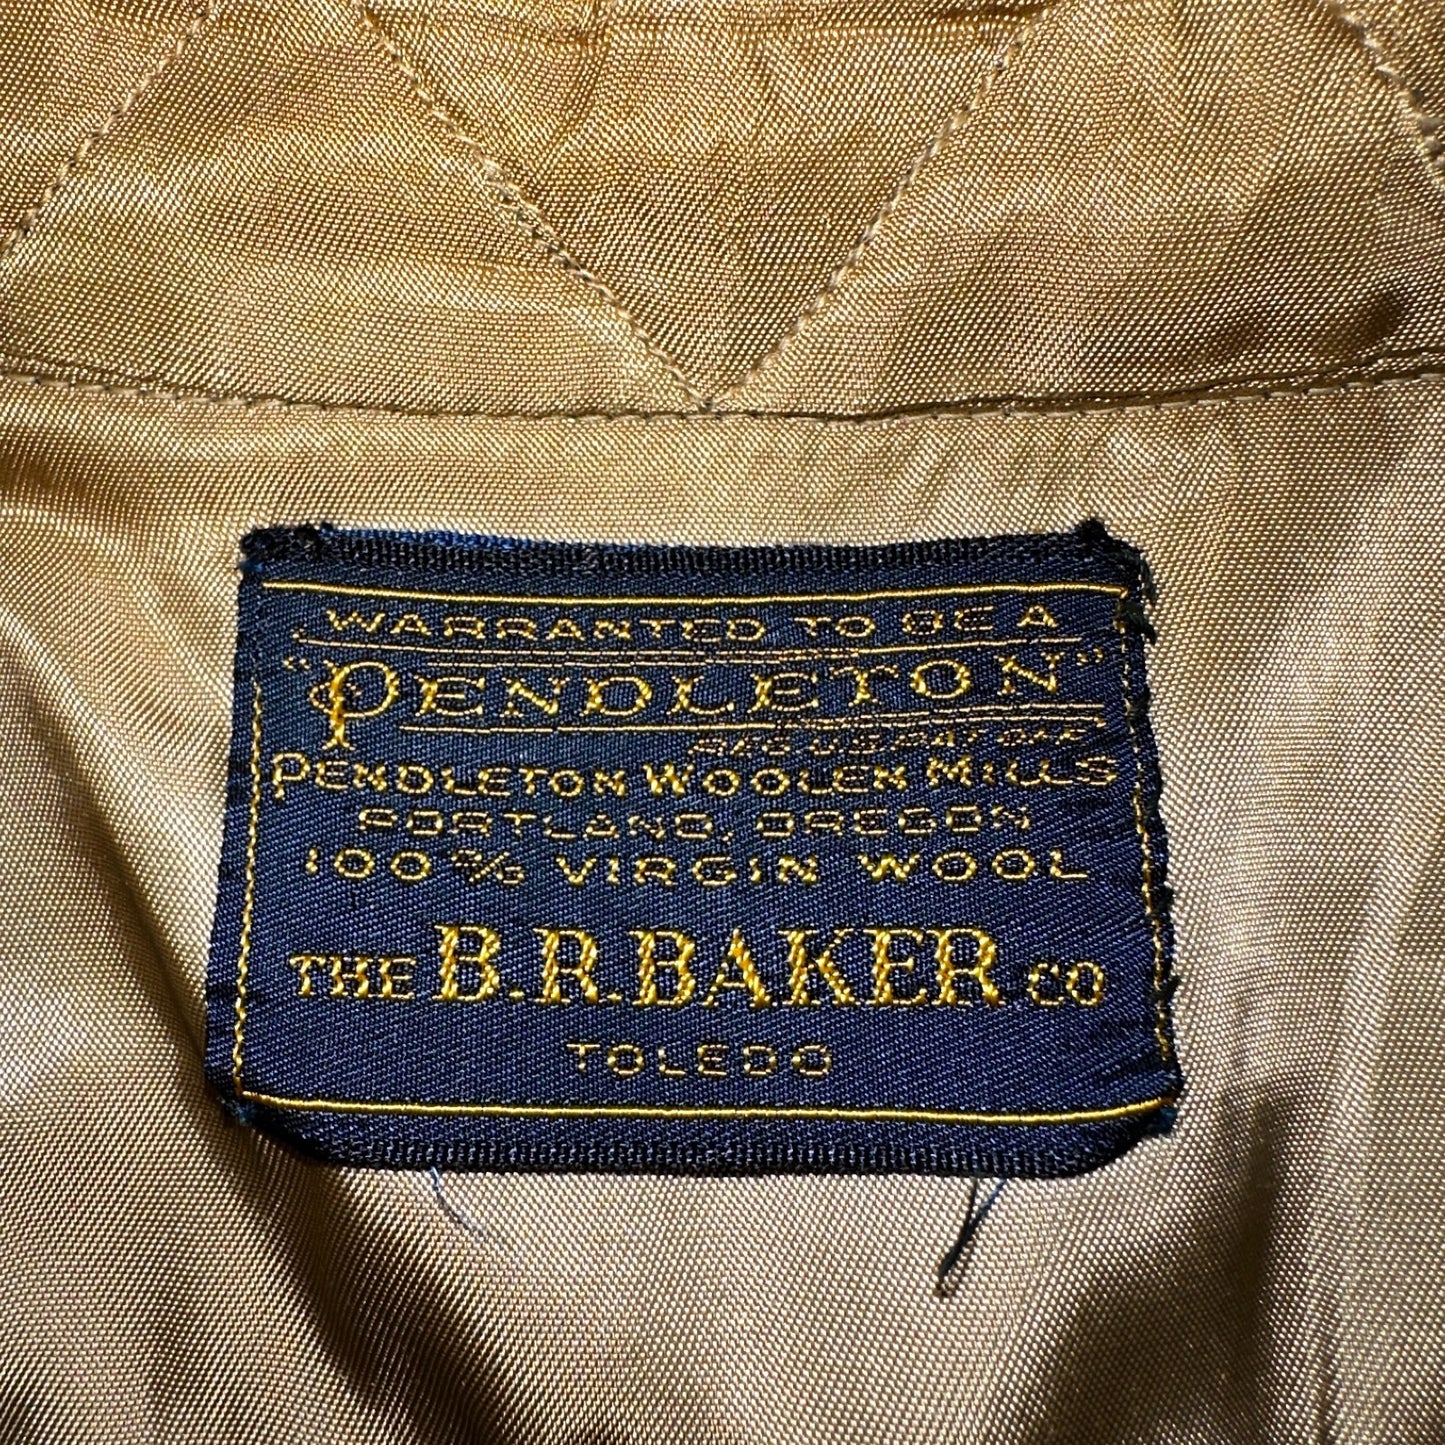 WARRANTED TO BE A
"PENDLETON"
REG. U.S. PAT. OFF.
PENDLETON WOOLEN MILLS
PORTLAND, OREGON
100% VIRGIN WOOL
THE B.R.BAKER CO
TOLEDO